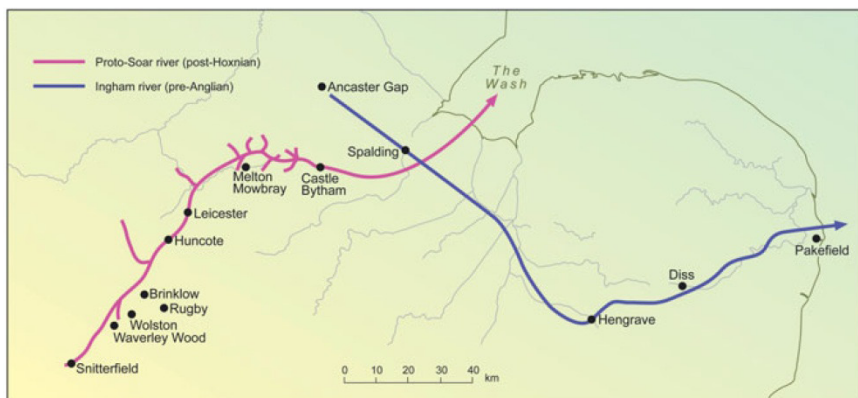 Proto-Soar river (post-Hoxnian)
Ingham river (pre-Anglian)
Ancaster Gap
The
Wash
Spalding
Melton
Mowbray
Castle
Bytham
Leicester
Huncote
Pakefield
Diss
Brinklow
Rugby
Wolston
Waverley Wood
Hengrave
Snitterfield
0 10 20 30 40
km